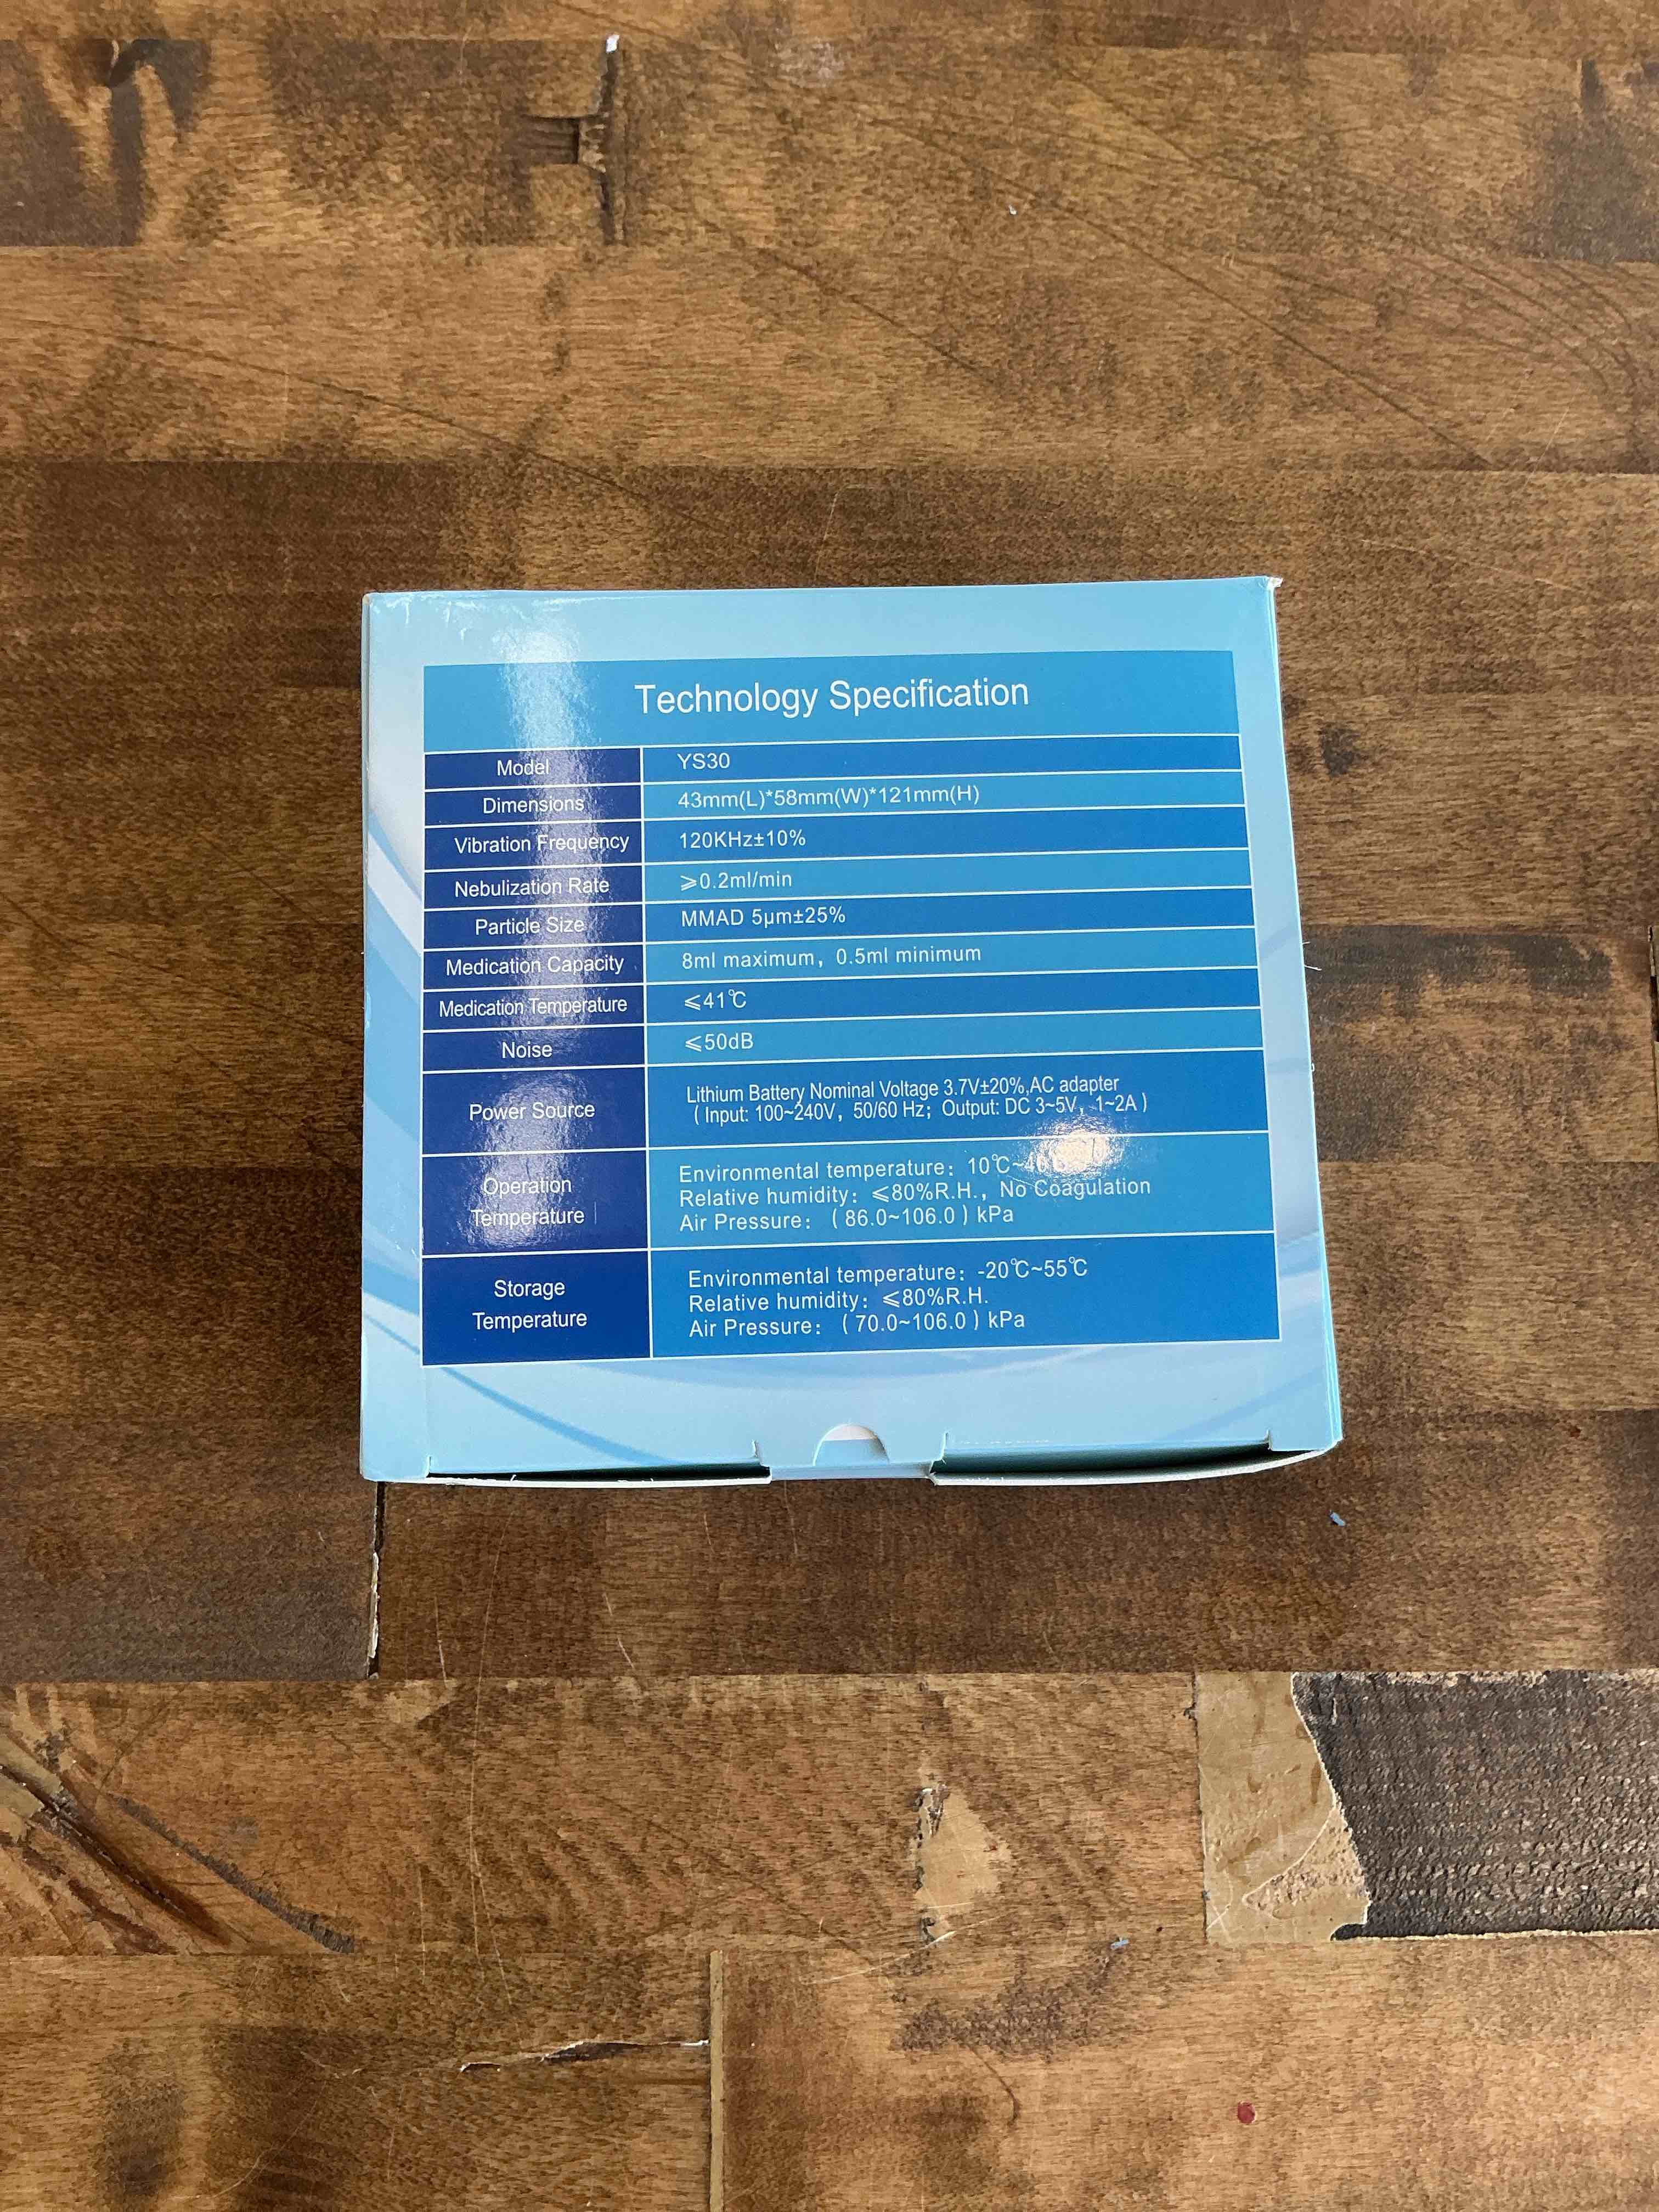 Technology Specification
Model YS30
Dimensions 43mm(L)*58mm(W)*121mm(H)
Vibration Frequency 120KHz±10%
Nebulization Rate ⩾0.2ml/min
Particle Size MMAD 5μm±25%
Medication Capacity 8ml maximum, 0.5ml minimum
Medication Temperature ⩽41℃
Noise ⩽50dB
Power Source
Lithium Battery Nominal Voltage 3.7V±20%,AC adapter
( Input: 100~240V, 50/60 Hz; Output: DC 3~5V, 1~2A )
Operation
Temperature
Environmental temperature: 10℃~
Relative humidity: ⩽80%R.H., No Coagulation
Air Pressure: ( 86.0~106.0 ) kPa
Storage
Temperature
Environmental temperature: -20℃~55℃
Relative humidity: ⩽80%R.H.
Air Pressure: ( 70.0~106.0 ) kPa